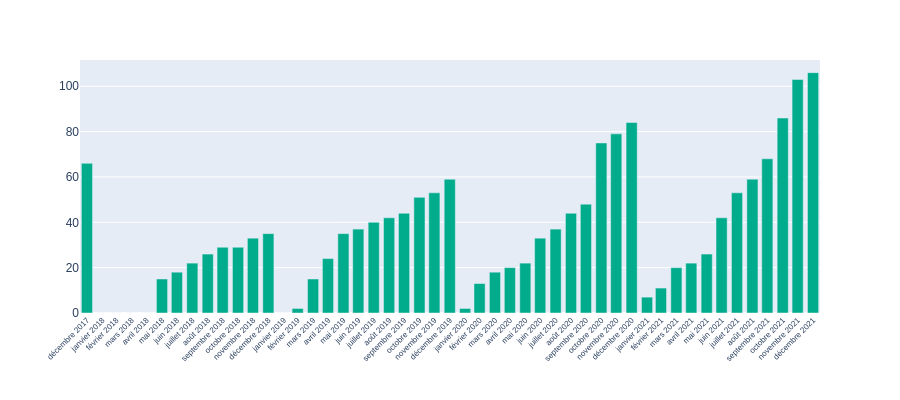 100
80
60
40
20
0
décembre 2017
janvier 2018
février 2018
mars 2018
avril 2018
mai 2018
juin 2018
juillet 2018
août 2018
septembre 2018
octobre 2018
novembre 2018
décembre 2018
janvier 2019
février 2019
mars 2019
avril 2019
mai 2019
juin 2019
juillet 2019
août 2019
septembre 2019
octobre 2019
novembre 2019
décembre 2019
janvier 2020
février 2020
mars 2020
avril 2020
mai 2020
juin 2020
juillet 2020
août 2020
septembre 2020
octobre 2020
novembre 2020
décembre 2020
janvier 2021
février 2021
mars 2021
avril 2021
mai 2021
juin 2021
juillet 2021
août 2021
septembre 2021
octobre 2021
novembre 2021
décembre 2021